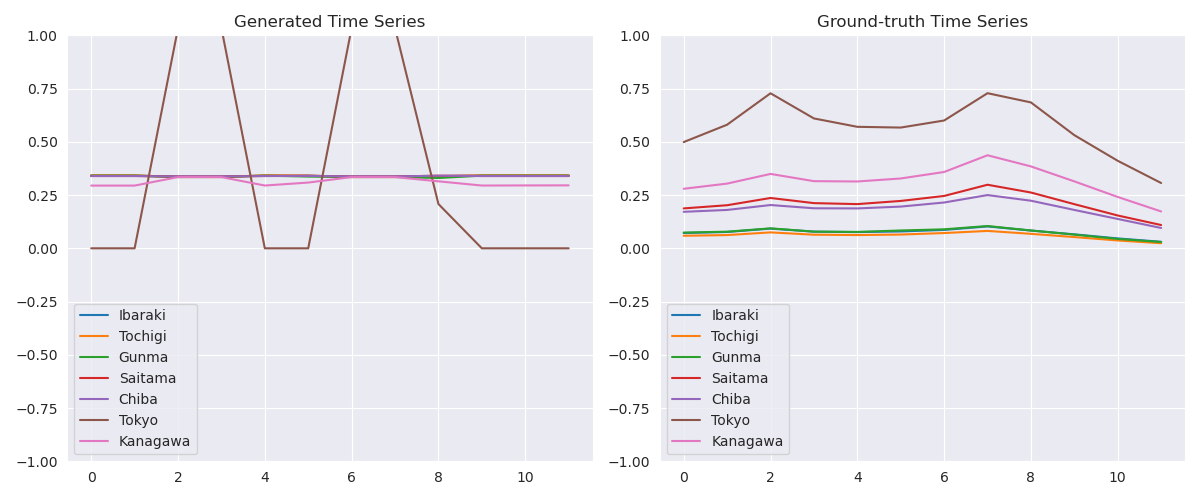 Generated Time Series
1.00
0.75
0.50
0.25
0.00
−0.25
−0.50
−0.75
−1.00
Ibaraki
Tochigi
Gunma
Saitama
Chiba
Tokyo
Kanagawa
0 2 4 6 8 10
Ground-truth Time Series
1.00
0.75
0.50
0.25
0.00
−0.25
−0.50
−0.75
−1.00
Ibaraki
Tochigi
Gunma
Saitama
Chiba
Tokyo
Kanagawa
0 2 4 6 8 10